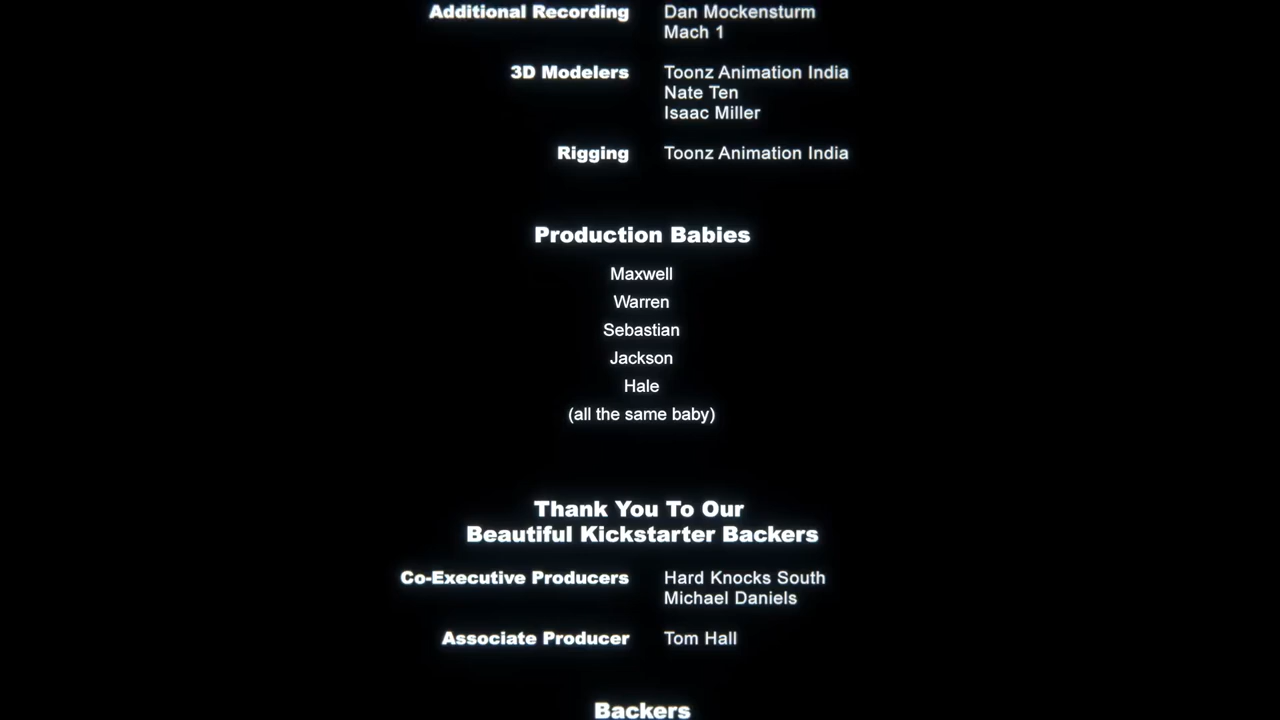 Additional Recording Dan Mockensturm
Mach 1
3D Modelers Toonz Animation India
Nate Ten
Isaac Miller
Rigging Toonz Animation India
Production Babies
Maxwell
Warren
Sebastian
Jackson
Hale
(all the same baby)
Thank You To Our
Beautiful Kickstarter Backers
Co-Executive Producers Hard Knocks South
Michael Daniels
Associate Producer Tom Hall
Backers